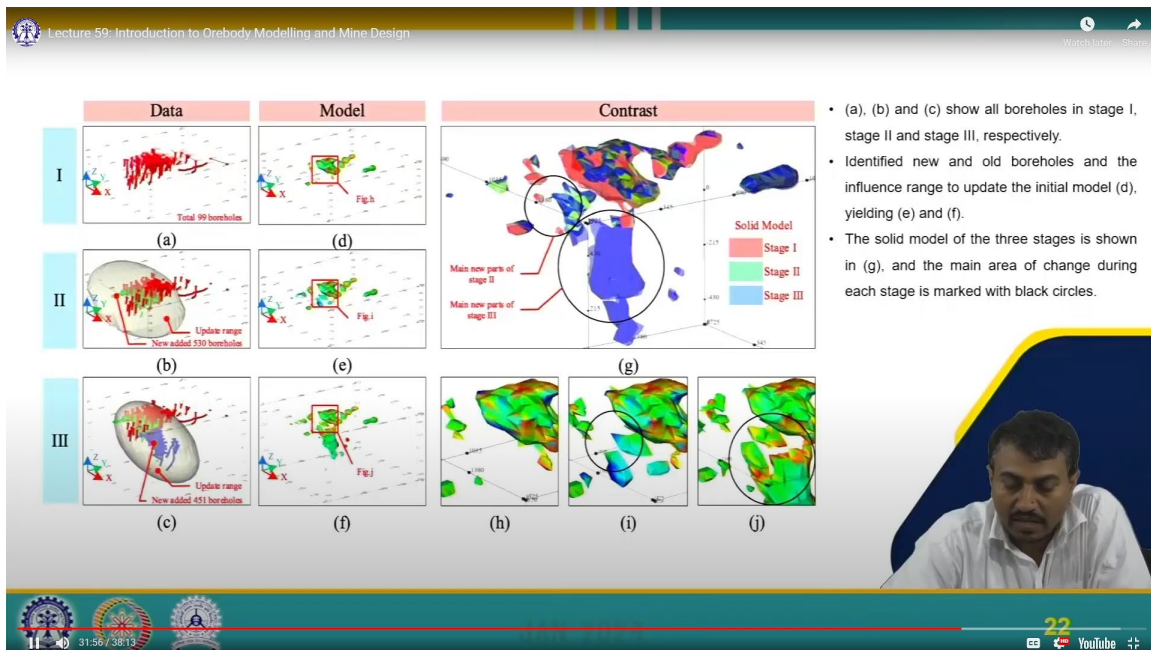 Lecture 59: Introduction to Orebody Modelling and Mine Design
Watch later
Share
Data
Model
Contrast
I
Total 99 boreholes
Fig.h
(a)
(d)
II
Update range
New added 530 boreholes
Fig.i
(b)
(e)
III
Update range
New added 451 boreholes
Fig.j
(c)
(f)
Main new parts of
stage II
Main new parts of
stage III
Solid Model
Stage I
Stage II
Stage III
(g)
(h)
(i)
(j)
• (a), (b) and (c) show all boreholes in stage I,
stage II and stage III, respectively.
• Identified new and old boreholes and the
influence range to update the initial model (d),
yielding (e) and (f).
• The solid model of the three stages is shown
in (g), and the main area of change during
each stage is marked with black circles.
22
31:56 / 38:13
CC
HD
YouTube